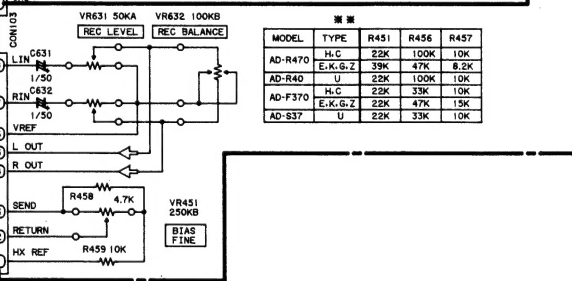 CON103
VR631 50KA
REC LEVEL
VR632 100KB
REC BALANCE
LIN
C631
1/50
RIN
C632
1/50
VREF
L OUT
R OUT
SEND
R458
4.7K
RETURN
HX REF
R459 10K
VR451
250KB
BIAS
FINE
※ ※
MODEL TYPE R451 R456 R457
AD-R470 H,C 22K 100K 10K
E,K,G,Z 39K 47K 8.2K
AD-R40 U 22K 100K 10K
AD-F370 H,C 22K 33K 10K
E,K,G,Z 22K 47K 15K
AD-S37 U 22K 33K 10K